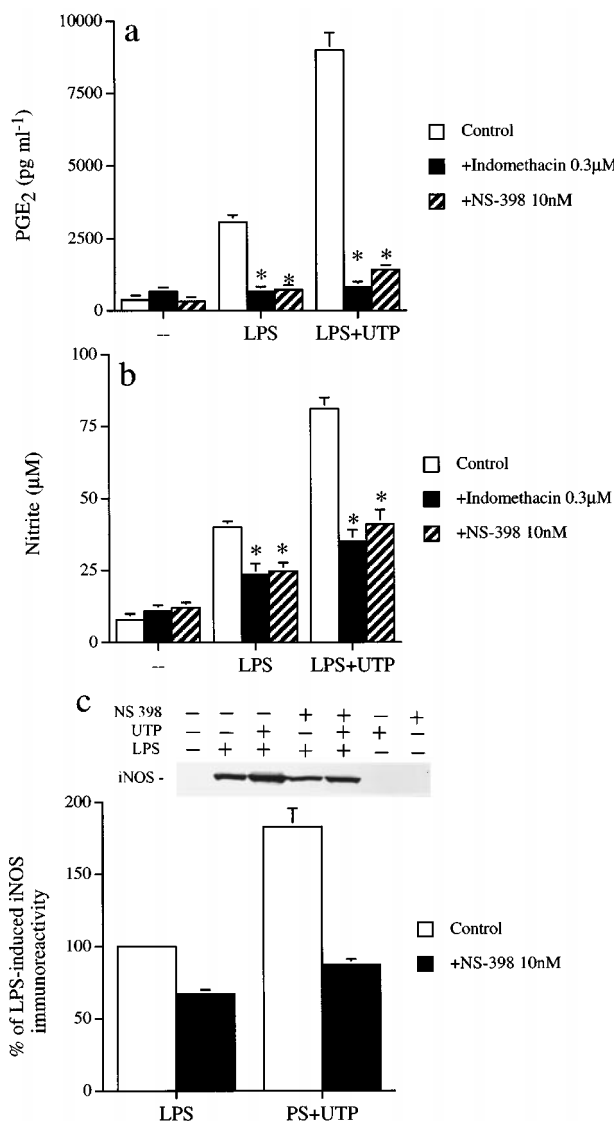 a
10000
7500
5000
2500
0
PGE2 (pg ml-1)
* * * *
-- LPS LPS+UTP
Control
+Indomethacin 0.3μM
+NS-398 10nM
b
100
75
50
25
0
Nitrite (μM)
* * * *
-- LPS LPS+UTP
Control
+Indomethacin 0.3μM
+NS-398 10nM
c
NS 398 – – – + + – +
UTP – – + – + + –
LPS – + + + + – –
iNOS -
200
150
100
50
0
% of LPS-induced iNOS
immunoreactivity
LPS PS+UTP
Control
+NS-398 10nM